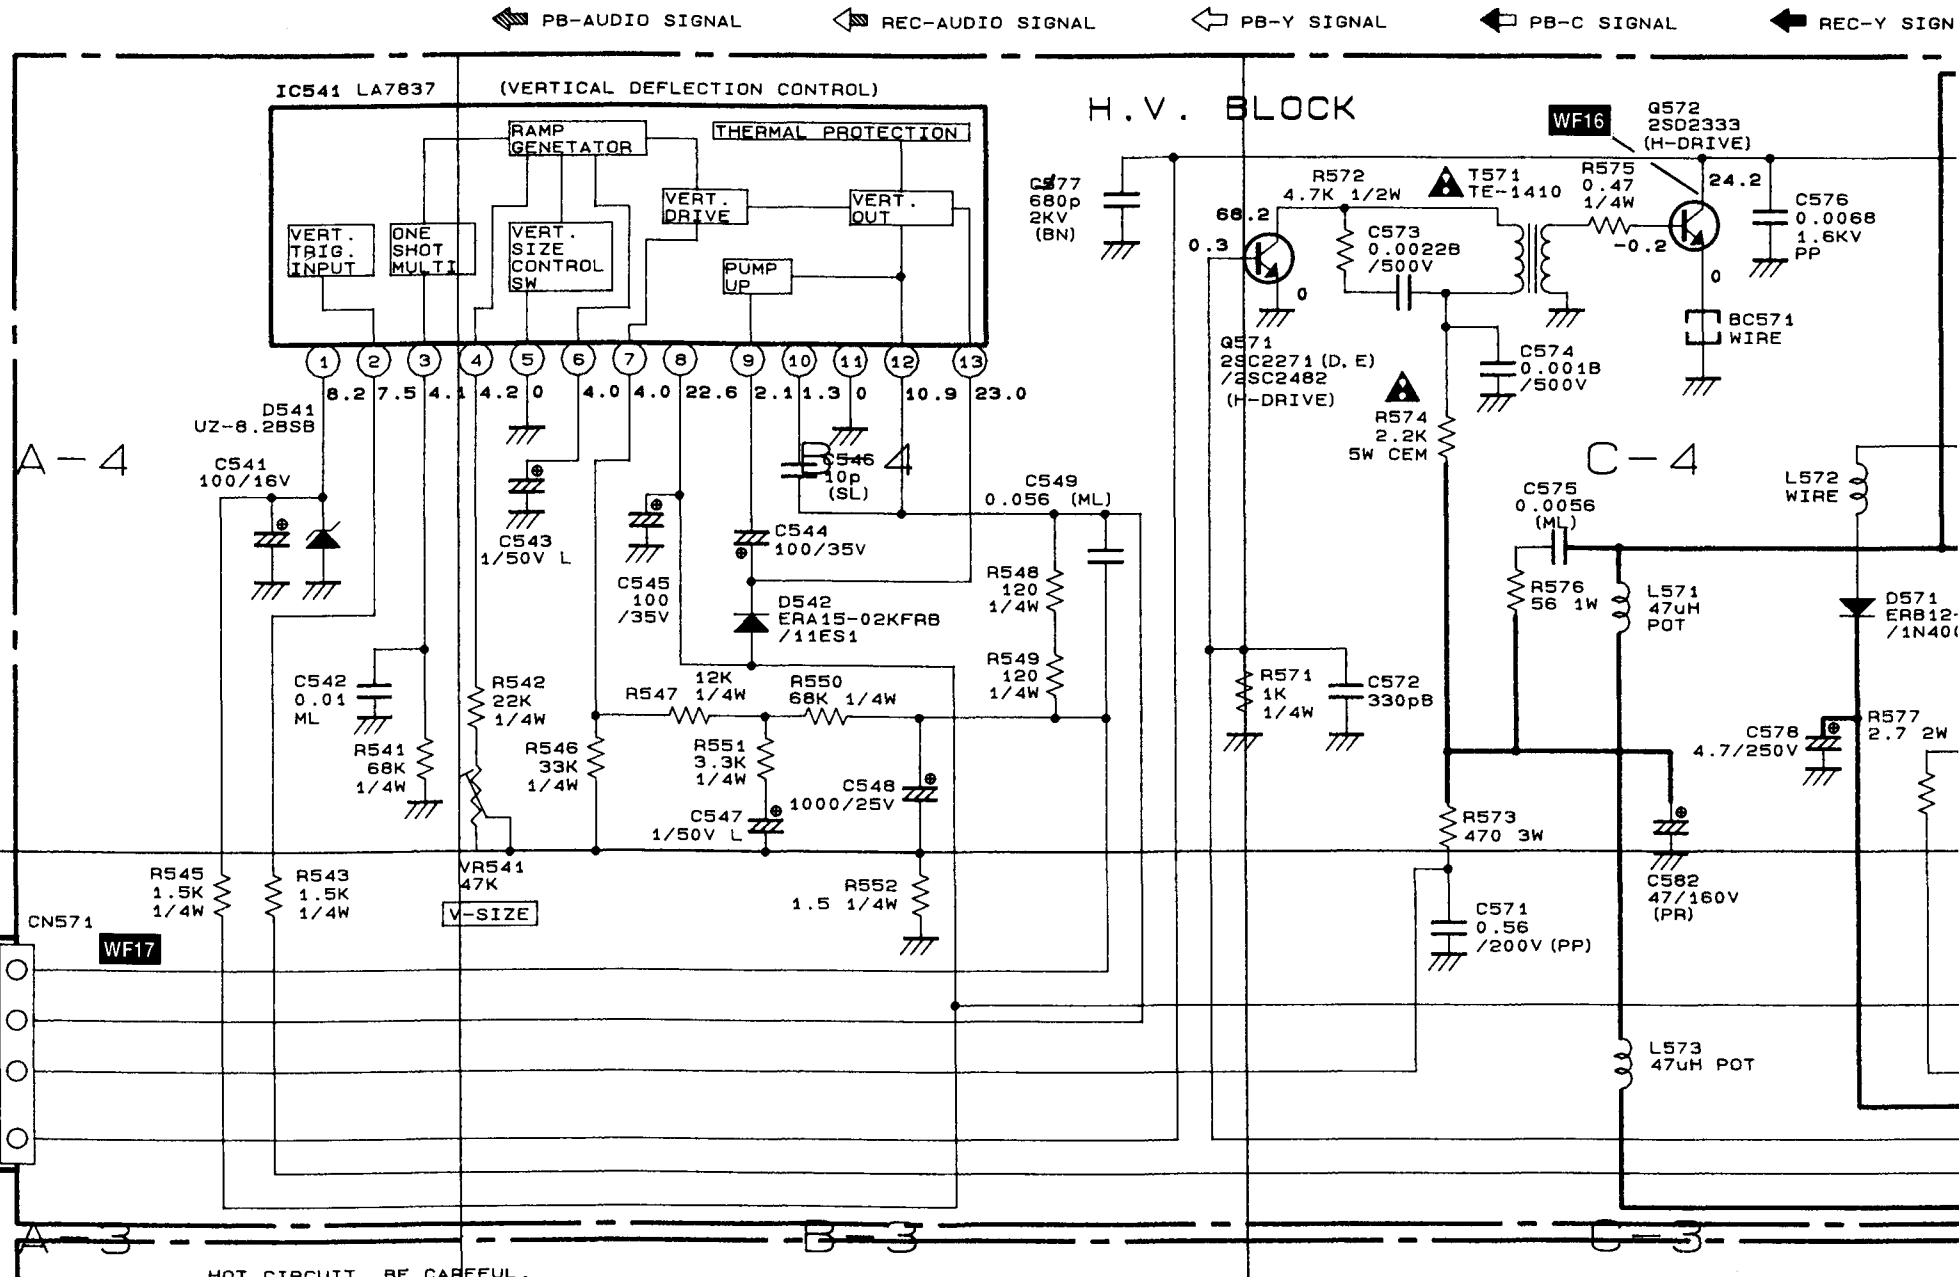 PB-AUDIO SIGNAL
REC-AUDIO SIGNAL
PB-Y SIGNAL
PB-C SIGNAL
REC-Y SIGN
IC541 LA7837
(VERTICAL DEFLECTION CONTROL)
RAMP
GENETATOR
THERMAL PROTECTION
VERT.
DRIVE
VERT.
OUT
VERT.
TRIG.
INPUT
ONE
SHOT
MULTI
VERT.
SIZE
CONTROL
SW
PUMP
UP
1
2
3
4
5
6
7
8
9
10
11
12
13
8.2
7.5
4.1
4.2
0
4.0
4.0
22.6
2.1
1.3
0
10.9
23.0
H.V. BLOCK
WF16
Q572
2SD2333
(H-DRIVE)
C577
680p
2KV
(BN)
R572
4.7K 1/2W
T571
TE-1410
R575
0.47
1/4W
24.2
C576
0.0068
1.6KV
PP
68.2
0.3
0
C573
0.0022B
/500V
-0.2
0
BC571
WIRE
Q571
2SC2271(D,E)
/2SC2482
(H-DRIVE)
C574
0.001B
/500V
R574
2.2K
5W CEM
D541
UZ-8.2BSB
A-4
B-4
C-4
C541
100/16V
C546
10p
(SL)
C549
0.056 (ML)
L572
WIRE
C575
0.0056
(ML)
C543
1/50V L
C544
100/35V
C545
100
/35V
D542
ERA15-02KFRB
/11ES1
R548
120
1/4W
R549
120
1/4W
R576
56 1W
L571
47uH
POT
D571
ERB12-
/1N40
C542
0.01
ML
R542
22K
1/4W
R547
12K
1/4W
R550
68K 1/4W
R571
1K
1/4W
C572
330pB
C578
4.7/250V
R577
2.7 2W
R541
68K
1/4W
R546
33K
1/4W
R551
3.3K
1/4W
C548
1000/25V
C547
1/50V L
R573
470 3W
VR541
47K
V-SIZE
R545
1.5K
1/4W
R543
1.5K
1/4W
R552
1.5 1/4W
C582
47/160V
(PR)
C571
0.56
/200V(PP)
CN571
WF17
L573
47uH POT
A-3
B-3
C-3
HOT CIRCUIT. BE CAREFUL.